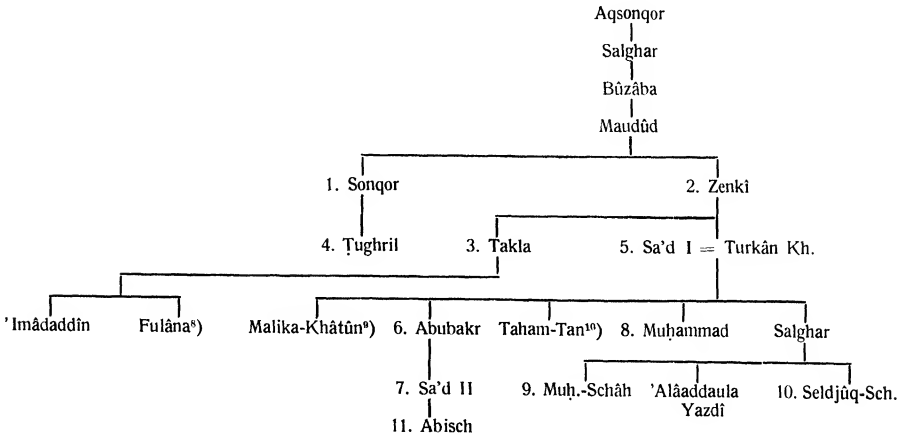 Aqsonqor
Salghar
Bûzâba
Maudûd
1. Sonqor 2. Zenkî
4. Ṭughril 3. Takla 5. Sa'd I = Turkân Kh.
'Imâdaddîn Fulâna⁸) Malika-Khâtûn⁹) 6. Abubakr Taham-Tan¹⁰) 8. Muḥammad Salghar
7. Sa'd II 9. Muḥ.-Schâh 'Alâaddaula 10. Seldjûq-Sch.
Yazdî
11. Abisch